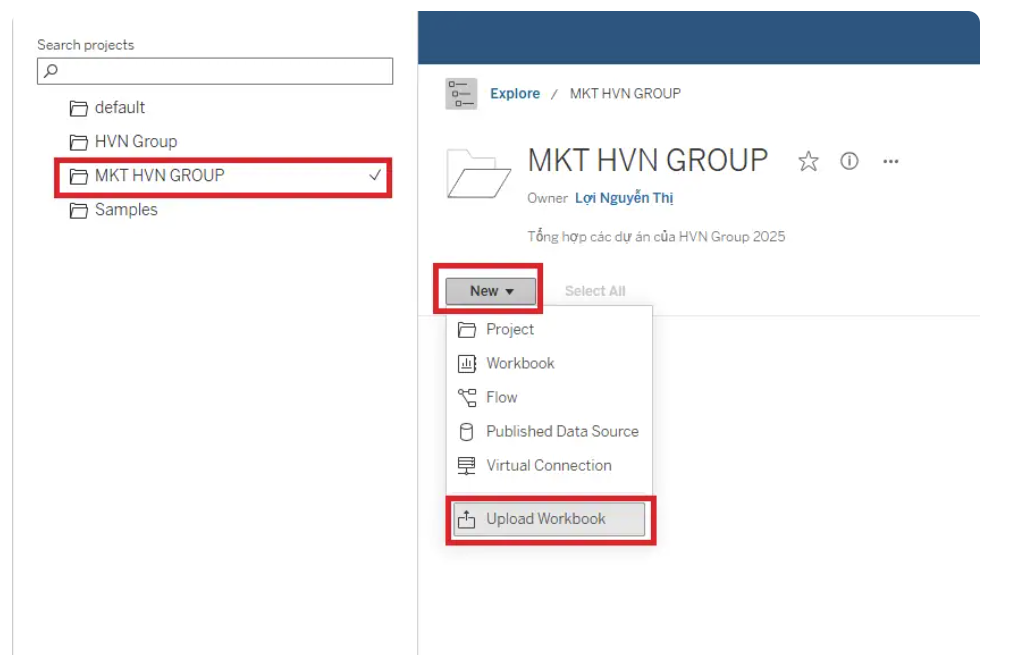 Search projects
default
HVN Group
MKT HVN GROUP
Samples
Explore / MKT HVN GROUP
MKT HVN GROUP
Owner Lợi Nguyễn Thị
Tổng hợp các dự án của HVN Group 2025
New
Select All
Project
Workbook
Flow
Published Data Source
Virtual Connection
Upload Workbook